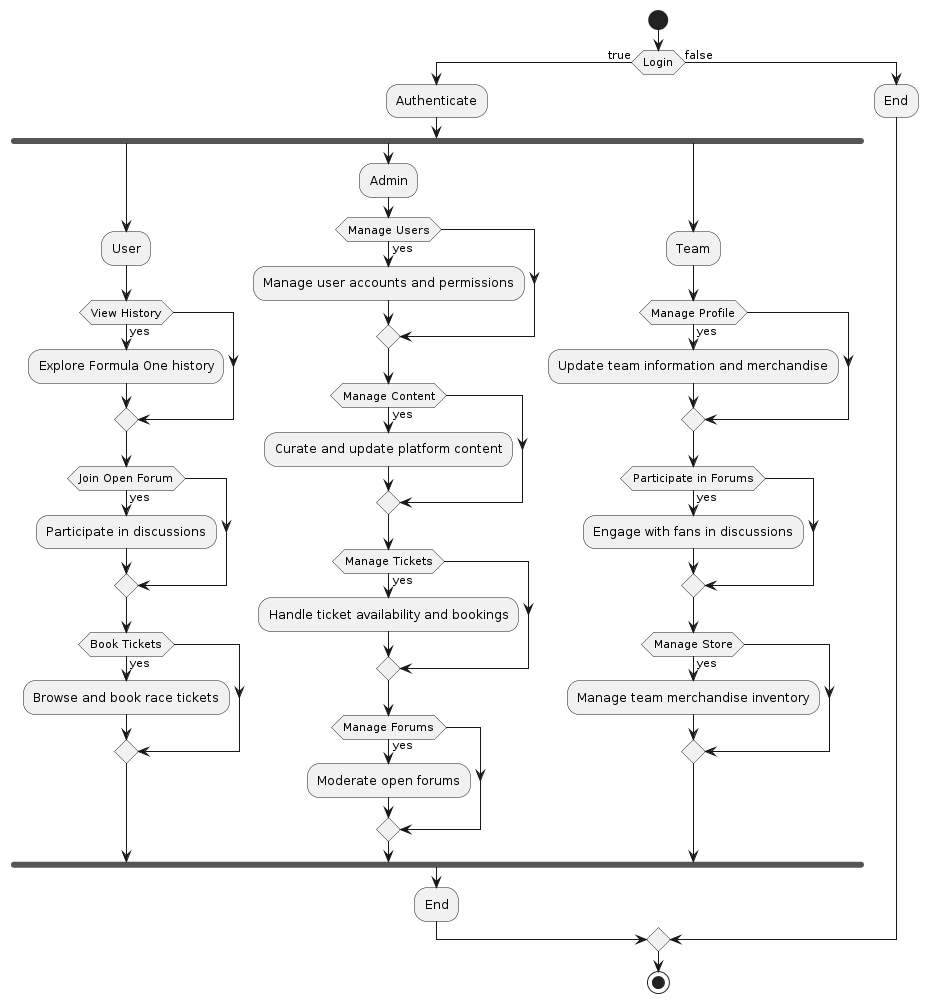 true
Login
false
Authenticate
End
User
View History
yes
Explore Formula One history
Join Open Forum
yes
Participate in discussions
Book Tickets
yes
Browse and book race tickets
Admin
Manage Users
yes
Manage user accounts and permissions
Manage Content
yes
Curate and update platform content
Manage Tickets
yes
Handle ticket availability and bookings
Manage Forums
yes
Moderate open forums
Team
Manage Profile
yes
Update team information and merchandise
Participate in Forums
yes
Engage with fans in discussions
Manage Store
yes
Manage team merchandise inventory
End